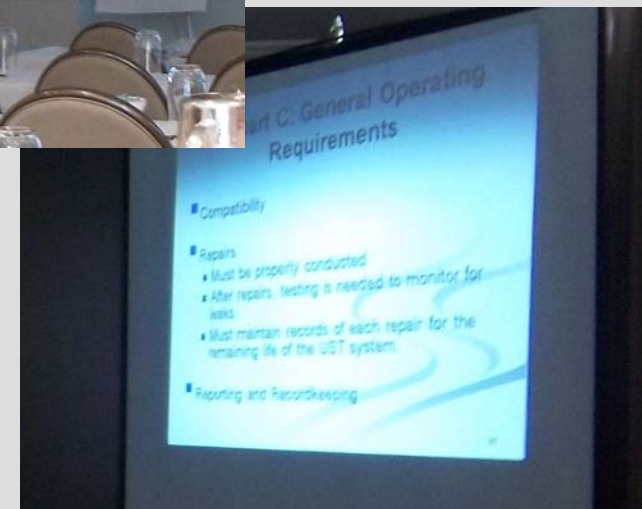 art C: General Operating
Requirements
Compatibility
Repairs
Must be properly conducted
After repairs, testing is needed to monitor for
leaks
Must maintain records of each repair for the
remaining life of the UST system.
Reporting and Recordkeeping